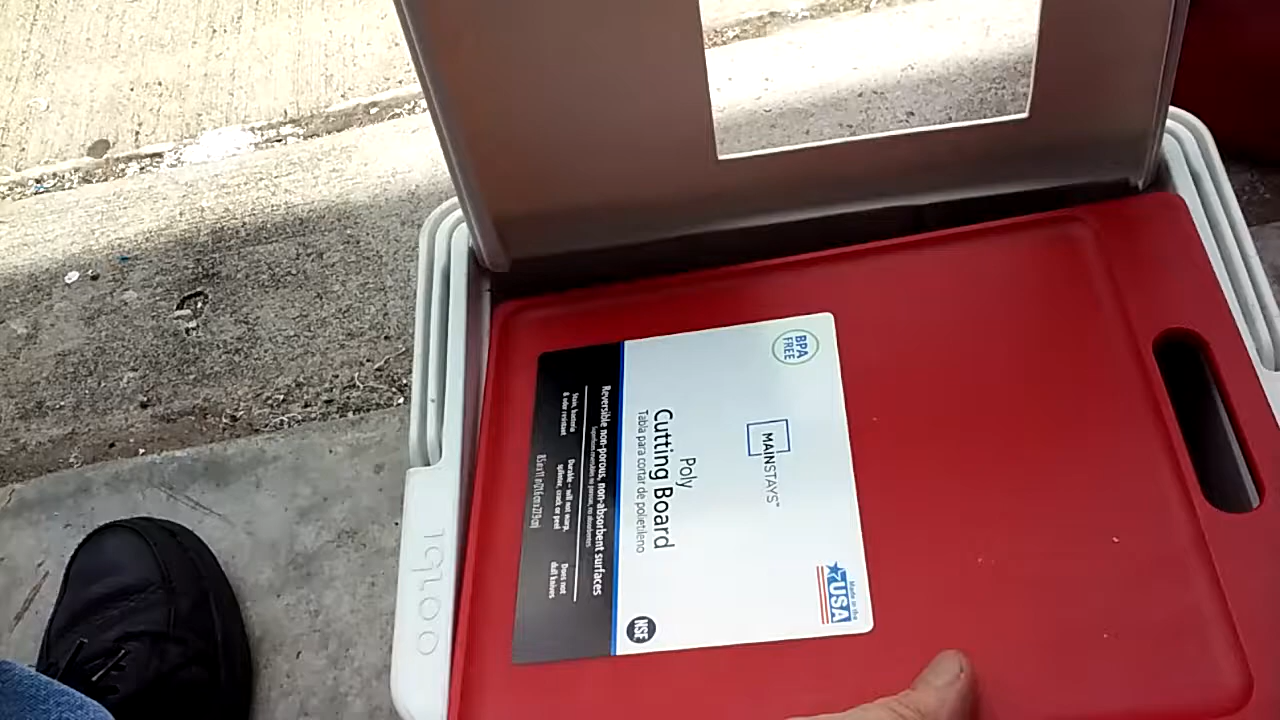 BPA
FREE
MAINSTAYS™
Poly
Cutting Board
Tabla para cortar de polietileno
Made in the
USA
NSF
Reversible non-porous, non-absorbent surfaces
Stain, bacteria
& odor resistant
Durable - will not warp,
splinter, crack or peel
Does not
dull knives
IGLOO